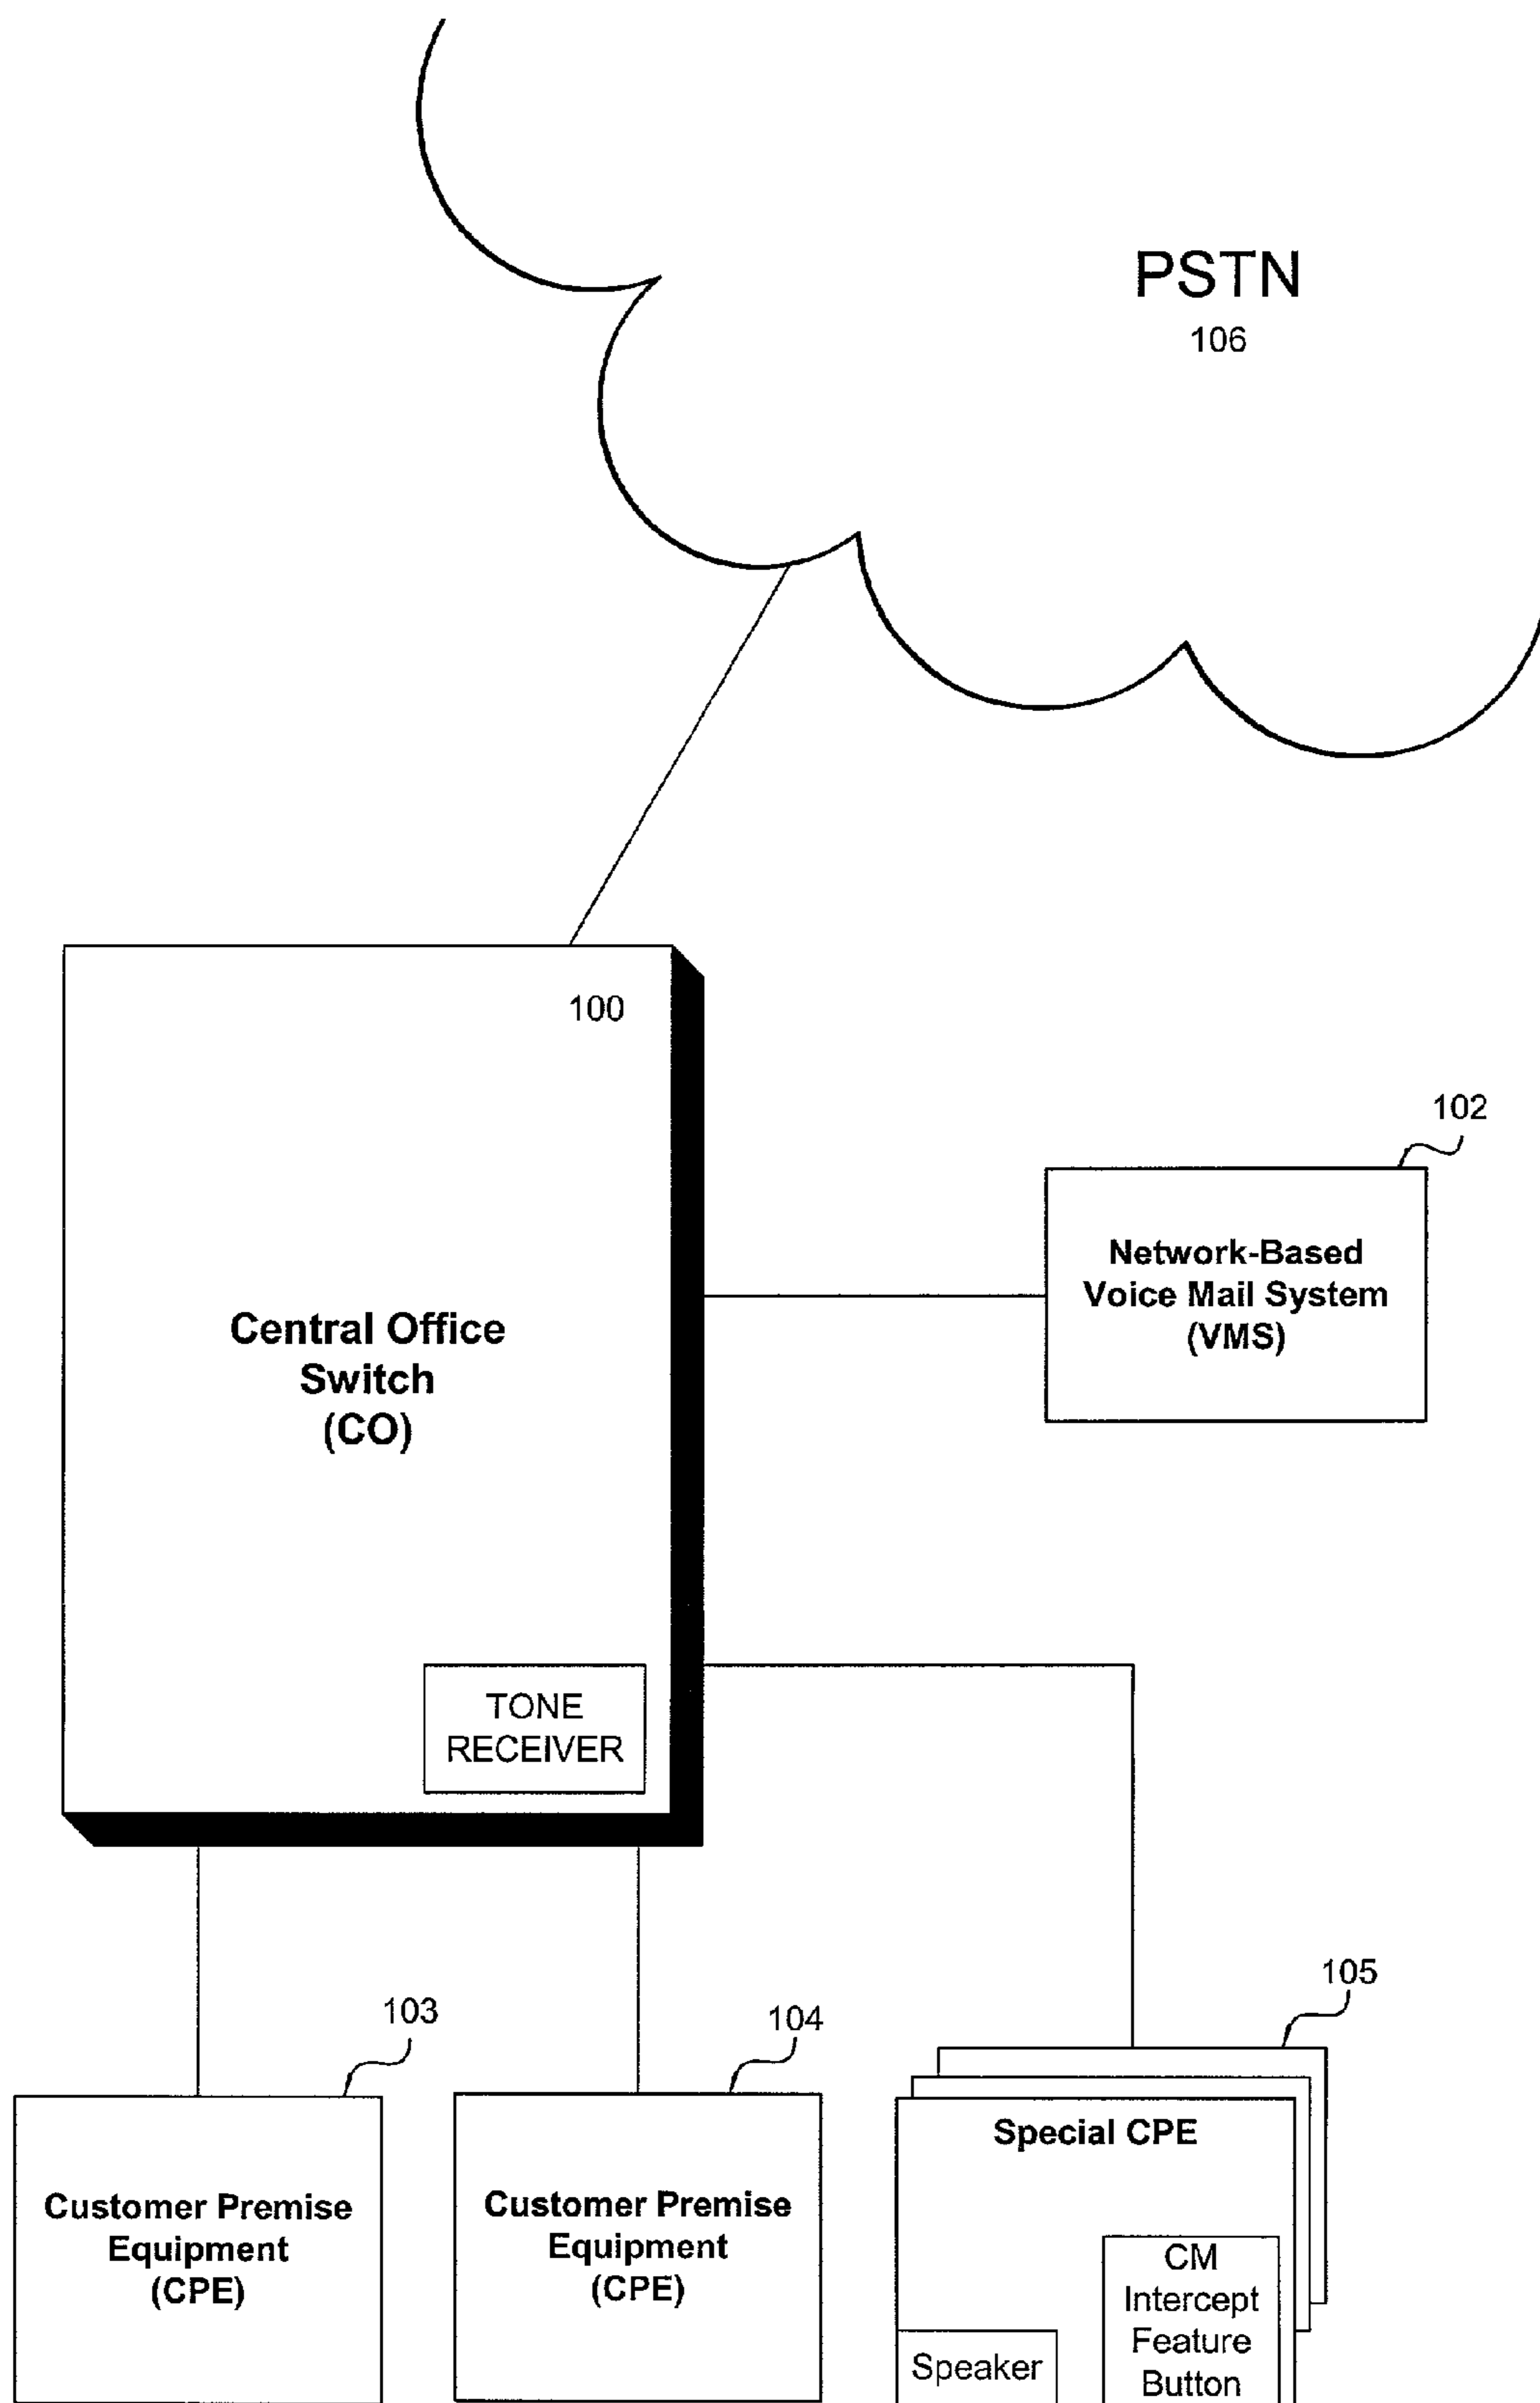 PSTN
106
100
Central Office
Switch
(CO)
102
Network-Based
Voice Mail System
(VMS)
TONE
RECEIVER
103
Customer Premise
Equipment
(CPE)
104
Customer Premise
Equipment
(CPE)
105
Special CPE
Speaker
CM
Intercept
Feature
Button